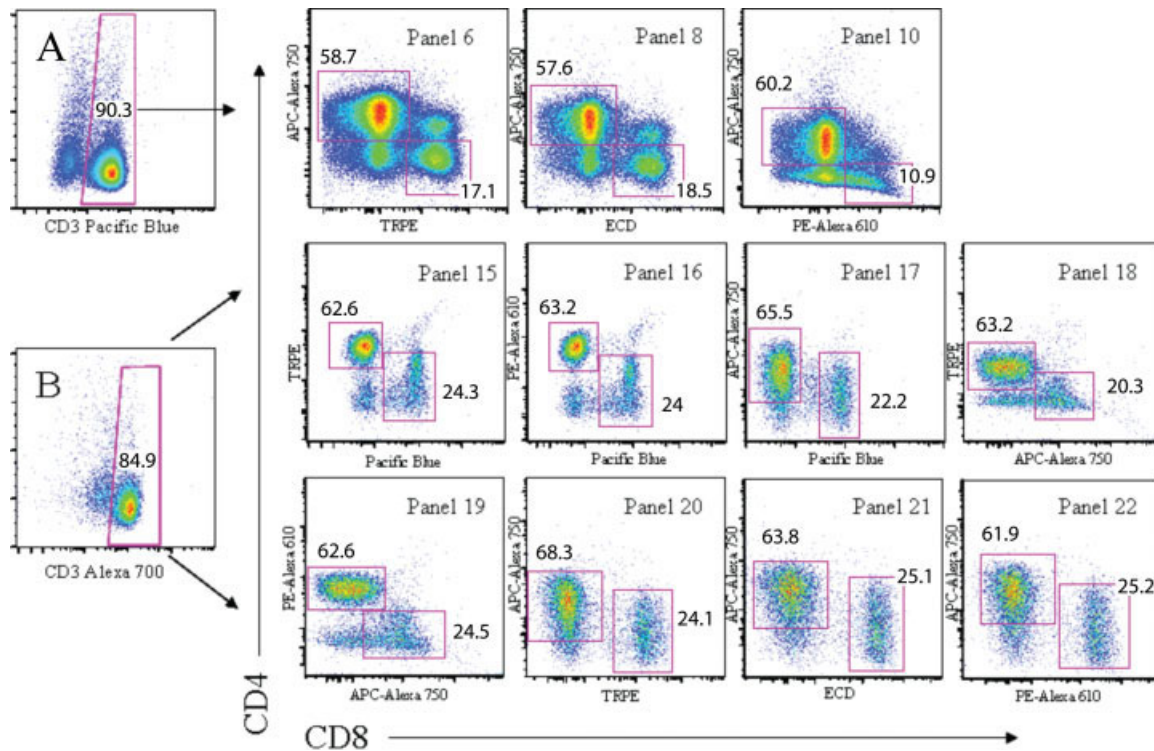 A
90.3
CD3 Pacific Blue
58.7
Panel 6
APC-Alexa 750
17.1
TRPE
57.6
Panel 8
APC-Alexa 750
18.5
ECD
60.2
Panel 10
APC-Alexa 750
10.9
PE-Alexa 610
B
84.9
CD3 Alexa 700
62.6
Panel 15
TRPE
24.3
Pacific Blue
63.2
Panel 16
PE-Alexa 610
24
Pacific Blue
65.5
Panel 17
APC-Alexa 750
22.2
Pacific Blue
63.2
Panel 18
TRPE
20.3
APC-Alexa 750
62.6
Panel 19
PE-Alexa 610
24.5
APC-Alexa 750
68.3
Panel 20
APC-Alexa 750
24.1
TRPE
63.8
Panel 21
APC-Alexa 750
25.1
ECD
61.9
Panel 22
APC-Alexa 750
25.2
PE-Alexa 610
CD4
CD8